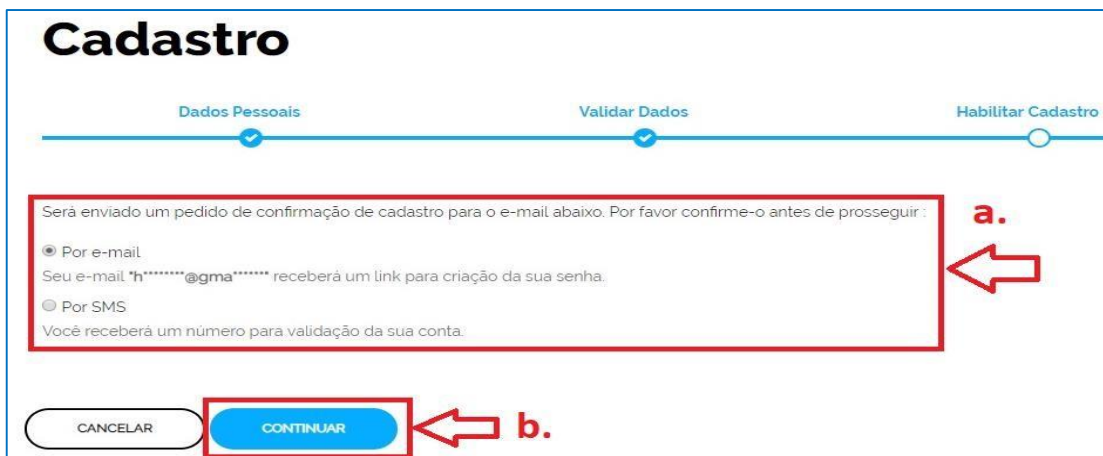 Cadastro
Dados Pessoais Validar Dados Habilitar Cadastro
Será enviado um pedido de confirmação de cadastro para o e-mail abaixo. Por favor confirme-o antes de prosseguir :
a.
Por e-mail
Seu e-mail "h********@gma******* receberá um link para criação da sua senha.
Por SMS
Você receberá um número para validação da sua conta.
CANCELAR CONTINUAR b.